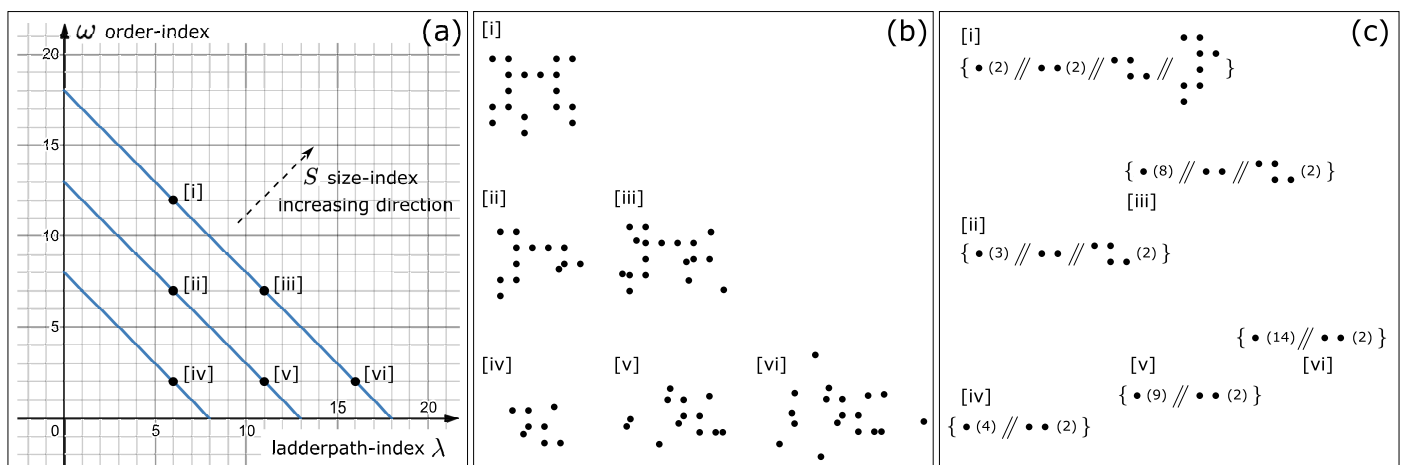 ω order-index
(a)
20
15
S size-index
increasing direction
[i]
10
[ii]
[iii]
5
[iv]
[v]
[vi]
15
20
0
5
10
ladderpath-index λ
(b)
[i]
[ii]
[iii]
[iv]
[v]
[vi]
(c)
[i]
{ • (2) // • • (2) // // }
{ • (8) // • • // (2) }
[iii]
[ii]
{ • (3) // • • // (2) }
{ • (14) // • • (2) }
[v]
[vi]
{ • (9) // • • (2) }
[iv]
{ • (4) // • • (2) }